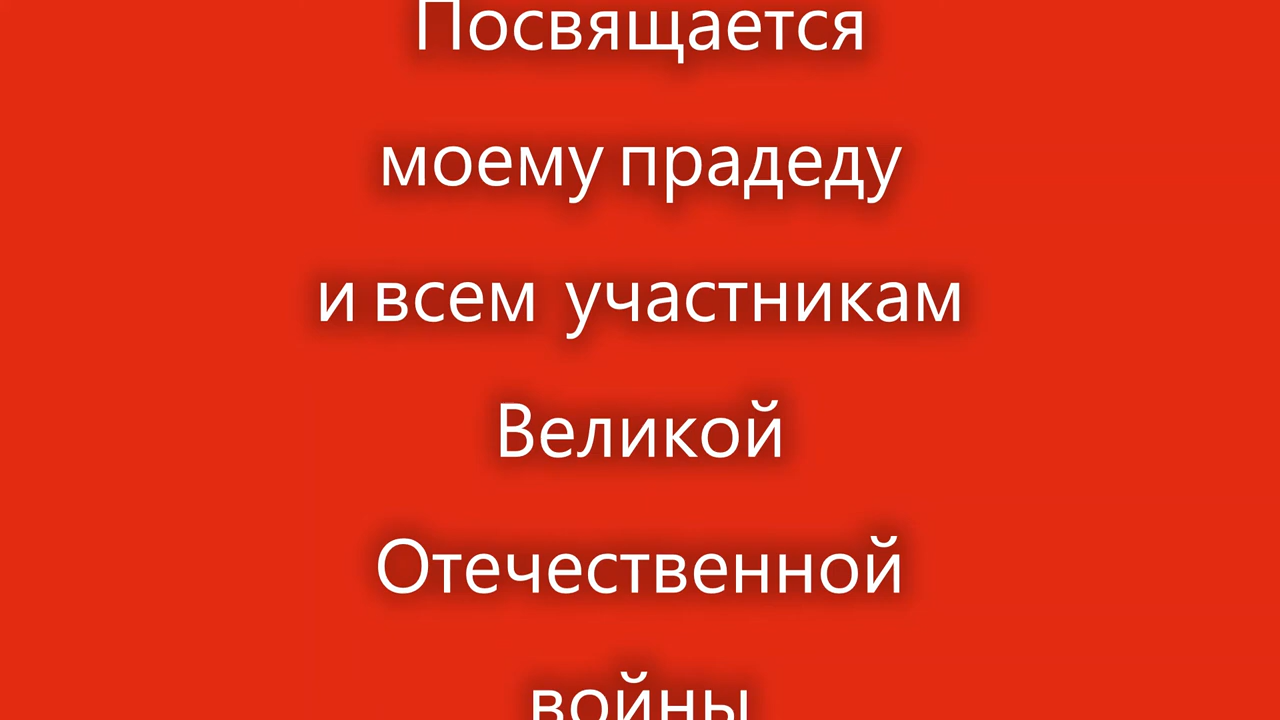 Посвящается
моему прадеду
и всем участникам
Великой
Отечественной
войны